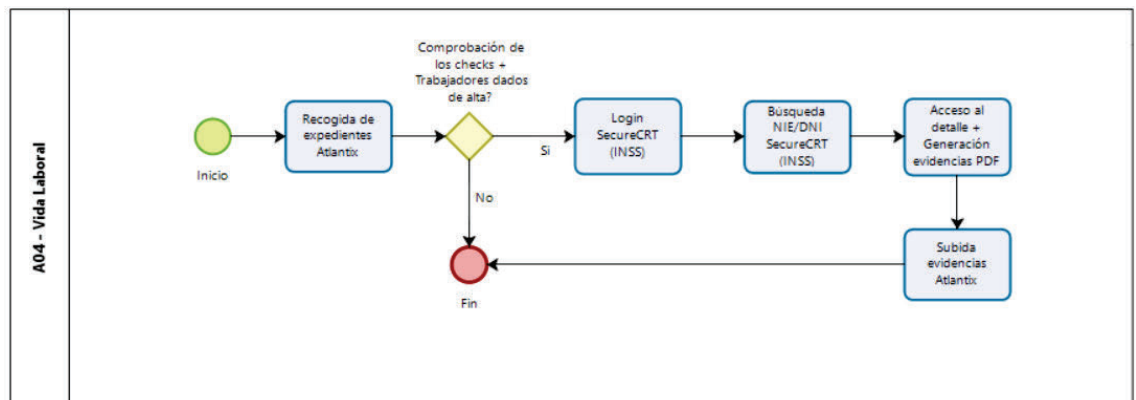 A04 - Vida Laboral
Inicio
Recogida de
expedientes
Atlantix
Comprobación de
los checks +
Trabajadores dados
de alta?
Si
No
Login
SecureCRT
(INSS)
Búsqueda
NIE/DNI
SecureCRT
(INSS)
Acceso al
detalle +
Generación
evidencias PDF
Subida
evidencias
Atlantix
Fin